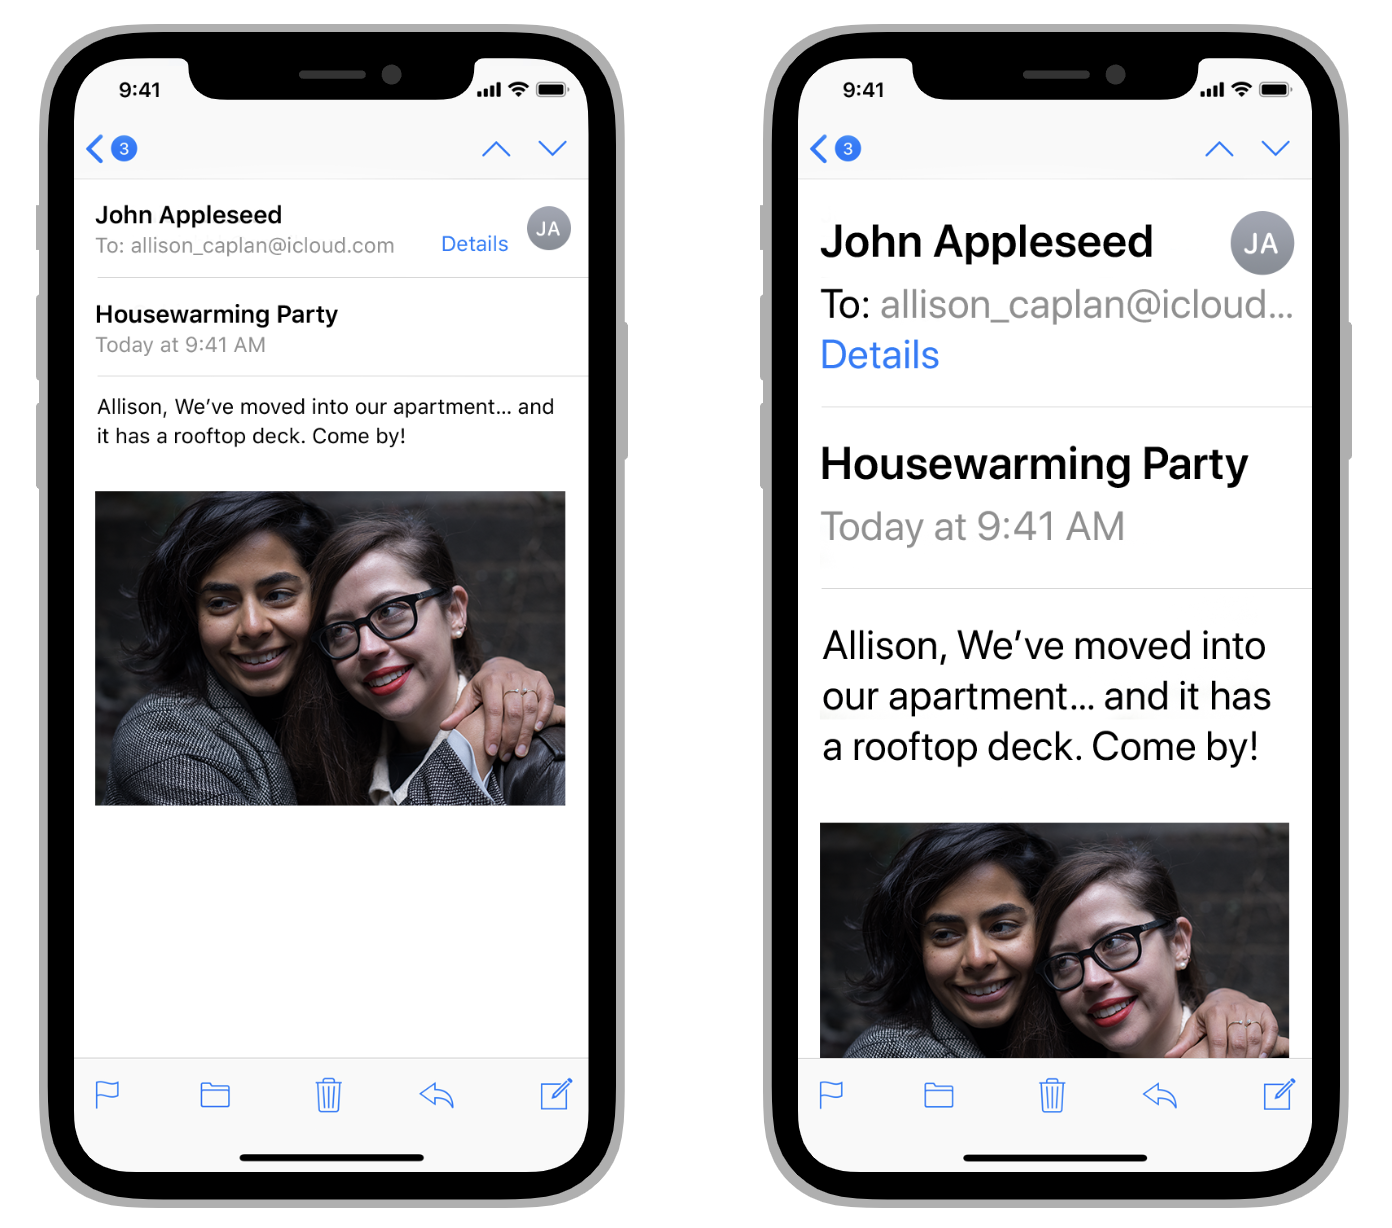 9:41
3
John Appleseed
JA
To: allison_caplan@icloud.com
Details
Housewarming Party
Today at 9:41 AM
Allison, We’ve moved into our apartment... and
it has a rooftop deck. Come by!
9:41
3
John Appleseed
JA
To: allison_caplan@icloud...
Details
Housewarming Party
Today at 9:41 AM
Allison, We’ve moved into
our apartment... and it has
a rooftop deck. Come by!